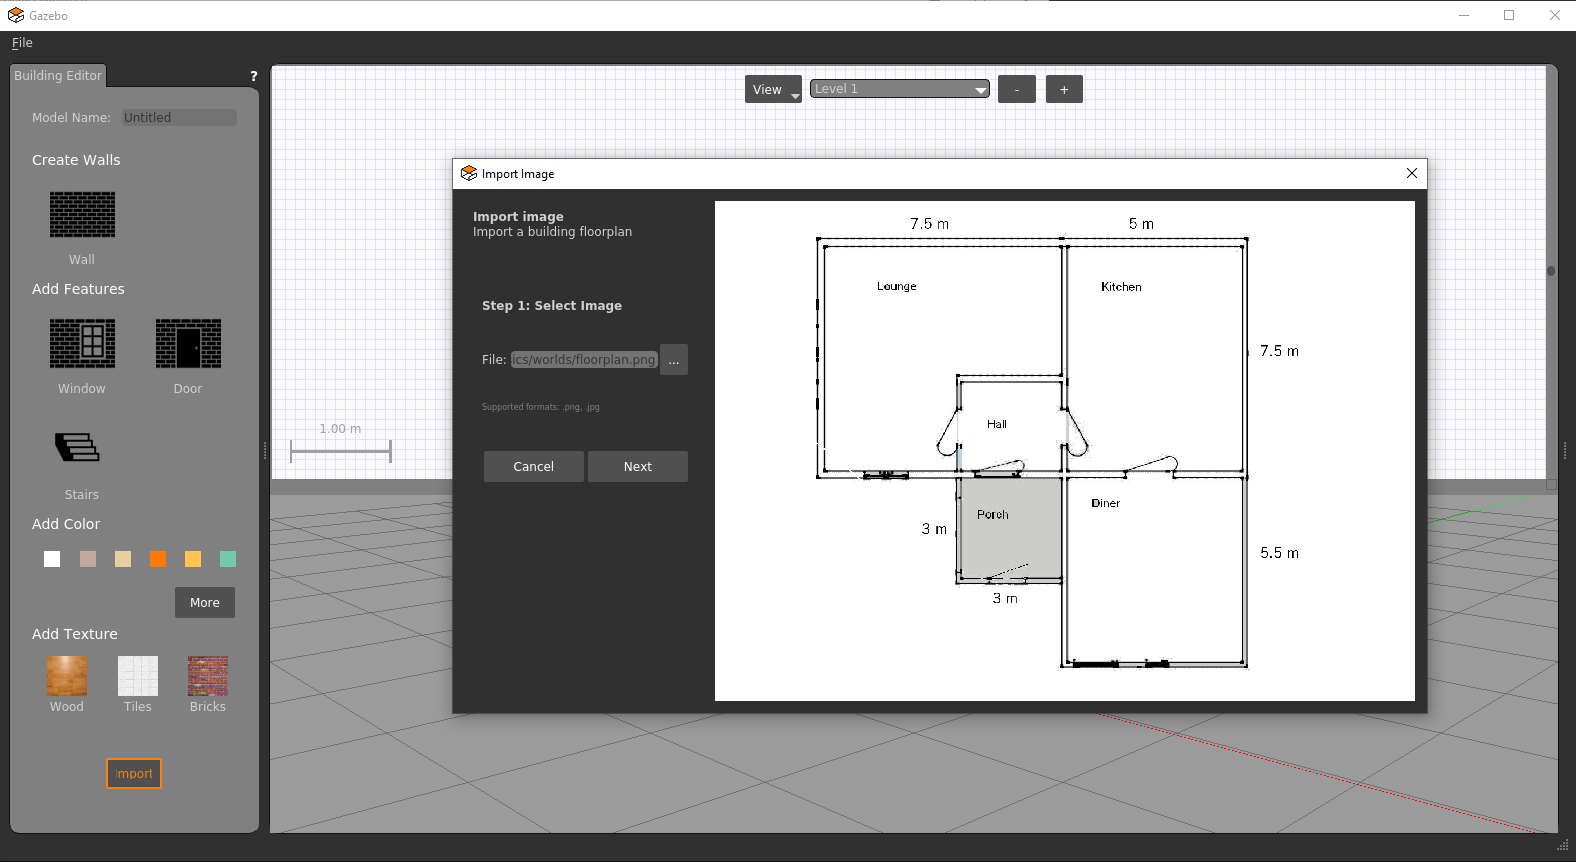 Gazebo
File
Building Editor
?
Model Name: Untitled
Create Walls
Wall
Add Features
Window
Door
Stairs
Add Color
More
Add Texture
Wood
Tiles
Bricks
Import
View
Level 1
-
+
1.00 m
Import Image
Import image
Import a building floorplan
Step 1: Select Image
File: ics/worlds/floorplan.png ...
Supported formats: .png, .jpg
Cancel
Next
7.5 m
5 m
Lounge
Kitchen
7.5 m
Hall
Porch
Diner
3 m
5.5 m
3 m